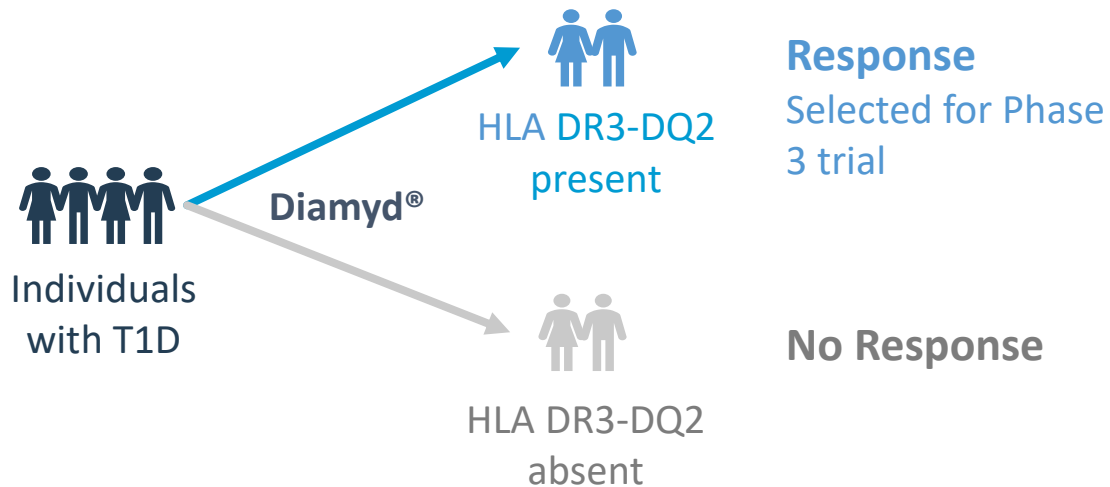 Individuals
with T1D
Diamyd®
HLA DR3-DQ2
present
Response
Selected for Phase
3 trial
HLA DR3-DQ2
absent
No Response